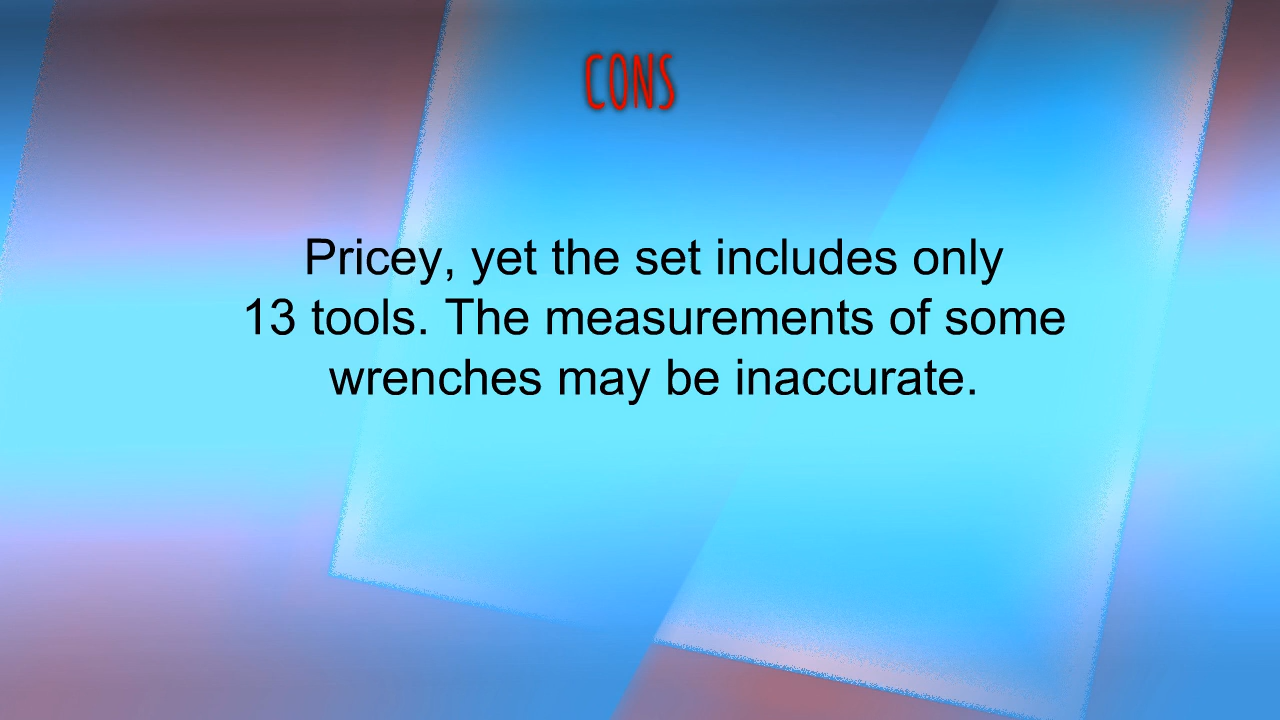 CONS
Pricey, yet the set includes only
13 tools. The measurements of some
wrenches may be inaccurate.